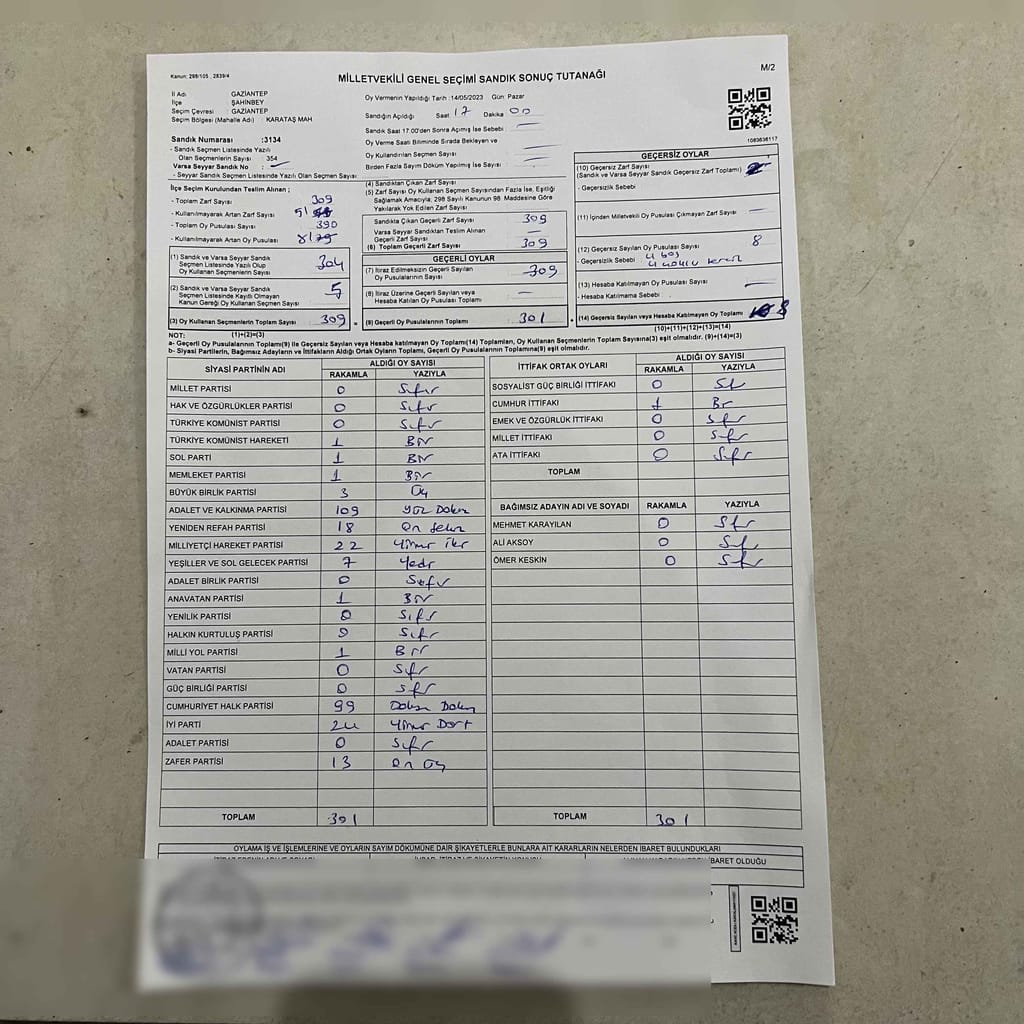 Kanun: 298/105 , 2839/4
MİLLETVEKİLİ GENEL SEÇİMİ SANDIK SONUÇ TUTANAĞI
M/2
İl Adı : GAZİANTEP
İlçe : ŞAHİNBEY
Seçim Çevresi : GAZİANTEP
Seçim Bölgesi (Mahalle Adı) : KARATAŞ MAH
Oy Vermenin Yapıldığı Tarih :14/05/2023 Gün: Pazar
Sandığın Açıldığı Saat 17 Dakika 00
Sandık Saat 17.00'den Sonra Açımış İse Sebebi
Oy Verme Saati Bitiminde Sırada Bekleyen ve
Oy Kullandırılan Seçmen Sayısı
Birden Fazla Sayım Döküm Yapılmış İse Sayısı
1083636117
Sandık Numarası :3134
- Sandık Seçmen Listesinde Yazılı
Olan Seçmenlerin Sayısı : 354
Varsa Seyyar Sandık No :
- Seyyar Sandık Seçmen Listesinde Yazılı Olan Seçmen Sayısı
İlçe Seçim Kurulundan Teslim Alınan ;
- Toplam Zarf Sayısı : 309
- Kullanılmayarak Artan Zarf Sayısı : 51
- Toplam Oy Pusulası : 390
- Kullanılmayarak Artan Oy Pusulası : 81
(1) Sandık ve Varsa Seyyar Sandık
Seçmen Listesinde Yazılı Olup
Oy Kullanan Seçmenlerin Sayısı 304
(2) Sandık ve Varsa Seyyar Sandık
Seçmen Listesinde Kayıtlı Olmayan
Kanun Gereği Oy Kullanan Seçmen Sayısı 5
(3) Oy Kullanan Seçmenlerin Toplam Sayısı 309
(1)+(2)=(3)
(4) Sandıktan Çıkan Zarf Sayısı
(5) Zarf Sayısı Oy Kullanan Seçmen Sayısından Fazla İse, Eşitliği
Sağlamak Amacıyla; 298 Sayılı Kanunun 98. Maddesine Göre
Yakılarak Yok Edilen Zarf Sayısı
Sandıkta Çıkan Geçerli Zarf Sayısı 309
Varsa Seyyar Sandıktan Teslim Alınan
Geçerli Zarf Sayısı
(6) Toplam Geçerli Zarf Sayısı 309
GEÇERLİ OYLAR
(7) İtiraz Edilmeksizin Geçerli Sayılan
Oy Pusulalarının Sayısı 309
(8) İtiraz Üzerine Geçerli Sayılan veya
Hesaba Katılan Oy Pusulası Toplamı
(9) Geçerli Oy Pusulalarının Toplamı 301
GEÇERSİZ OYLAR
(10) Geçersiz Zarf Sayısı
(Sandık ve Varsa Seyyar Sandık Geçersiz Zarf Toplamı)
- Geçersizlik Sebebi
(11) İçinden Milletvekili Oy Pusulası Çıkmayan Zarf Sayısı
(12) Geçersiz Sayılan Oy Pusulası Sayısı 8
- Geçersizlik Sebebi : 4 boş
(13) Hesaba Katılmayan Oy Pusulası Sayısı
- Hesaba Katılmama Sebebi
(14) Geçersiz Sayılan veya Hesaba Katılmayan Oy Toplamı 8
(10)+(11)+(12)+(13)=(14)
NOT:
a- Geçerli Oy Pusulalarının Toplamı(9) ile Geçersiz Sayılan veya Hesaba katılmayan Oy Toplamı(14) Toplamları, Oy Kullanan Seçmenlerin Toplam Sayısına(3) eşit olmalıdır. (9)+(14)=(3)
b- Siyasi Partilerin, Bağımsız Adayların ve İttifakların Aldığı Ortak Oyların Toplamı, Geçerli Oy Pusulalarının Toplamına(9) eşit olmalıdır.
SİYASİ PARTİNİN ADI ALDIĞI OY SAYISI
RAKAMLA YAZIYLA
MİLLET PARTİSİ 0 Sıfır
HAK VE ÖZGÜRLÜKLER PARTİSİ 0 Sıfır
TÜRKİYE KOMÜNİST PARTİSİ 0 Sıfır
TÜRKİYE KOMÜNİST HAREKETİ 1 Bir
SOL PARTİ 1 Bir
MEMLEKET PARTİSİ 1 Bir
BÜYÜK BİRLİK PARTİSİ 3 Üç
ADALET VE KALKINMA PARTİSİ 109 Yüz Dokuz
YENİDEN REFAH PARTİSİ 18 On Sekiz
MİLLİYETÇİ HAREKET PARTİSİ 22 Yirmi İki
YEŞİLLER VE SOL GELECEK PARTİSİ 7 Yedi
ADALET BİRLİK PARTİSİ 0 Sıfır
ANAVATAN PARTİSİ 1 Bir
YENİLİK PARTİSİ 0 Sıfır
HALKIN KURTULUŞ PARTİSİ 0 Sıfır
MİLLİ YOL PARTİSİ 1 Bir
VATAN PARTİSİ 0 Sıfır
GÜÇ BİRLİĞİ PARTİSİ 0 Sıfır
CUMHURİYET HALK PARTİSİ 99 Doksan Dokuz
İYİ PARTİ 24 Yirmi Dört
ADALET PARTİSİ 0 Sıfır
ZAFER PARTİSİ 13 On Üç
TOPLAM 301
İTTİFAK ORTAK OYLARI ALDIĞI OY SAYISI
RAKAMLA YAZIYLA
SOSYALİST GÜÇ BİRLİĞİ İTTİFAKI 0 Sıfır
CUMHUR İTTİFAKI 1 Bir
EMEK VE ÖZGÜRLÜK İTTİFAKI 0 Sıfır
MİLLET İTTİFAKI 0 Sıfır
ATA İTTİFAKI 0 Sıfır
TOPLAM
BAĞIMSIZ ADAYIN ADI VE SOYADI RAKAMLA YAZIYLA
MEHMET KARAYILAN 0 Sıfır
ALİ AKSOY 0 Sıfır
ÖMER KESKİN 0 Sıfır
TOPLAM 301
OYLAMA İŞ VE İŞLEMLERİNE VE OYLARIN SAYIM DÖKÜMÜNE DAİR ŞİKAYETLERLE BUNLARA AİT KARARLARIN NELERDEN İBARET BULUNDUKLARI
İBARET OLDUĞU